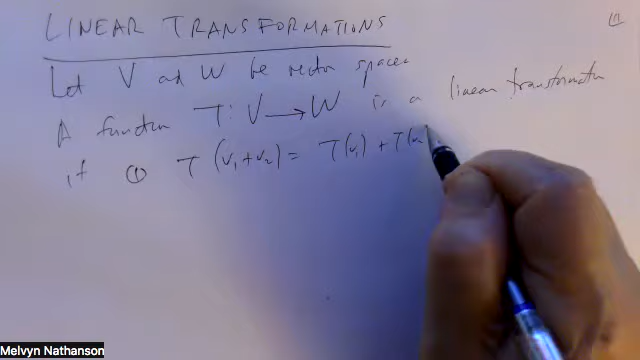 LINEAR TRANSFORMATIONS
[1]
Let V and W be vector spaces
A function T: V → W is a linear transformation
if ① T (v₁+v₂) = T(v₁) + T(v₂
Melvyn Nathanson